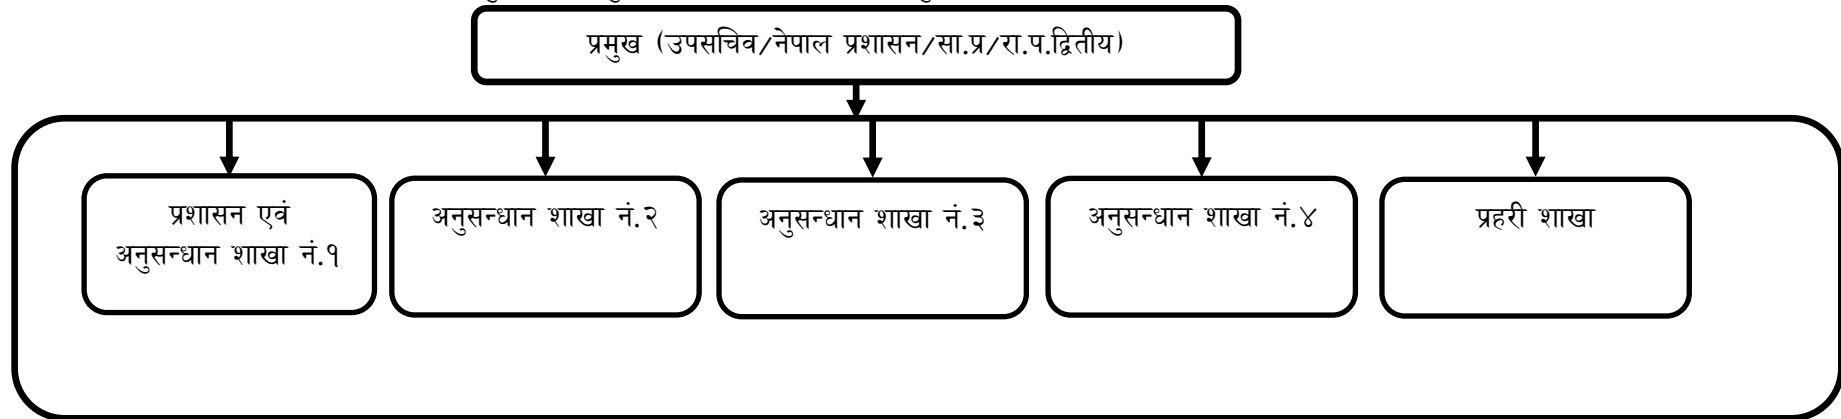 प्रमुख (उपसचिव/नेपाल प्रशासन/सा.प्र/रा.प.द्वितीय)
प्रशासन एवं
अनुसन्धान शाखा नं.१
अनुसन्धान शाखा नं.२
अनुसन्धान शाखा नं.३
अनुसन्धान शाखा नं.४
प्रहरी शाखा